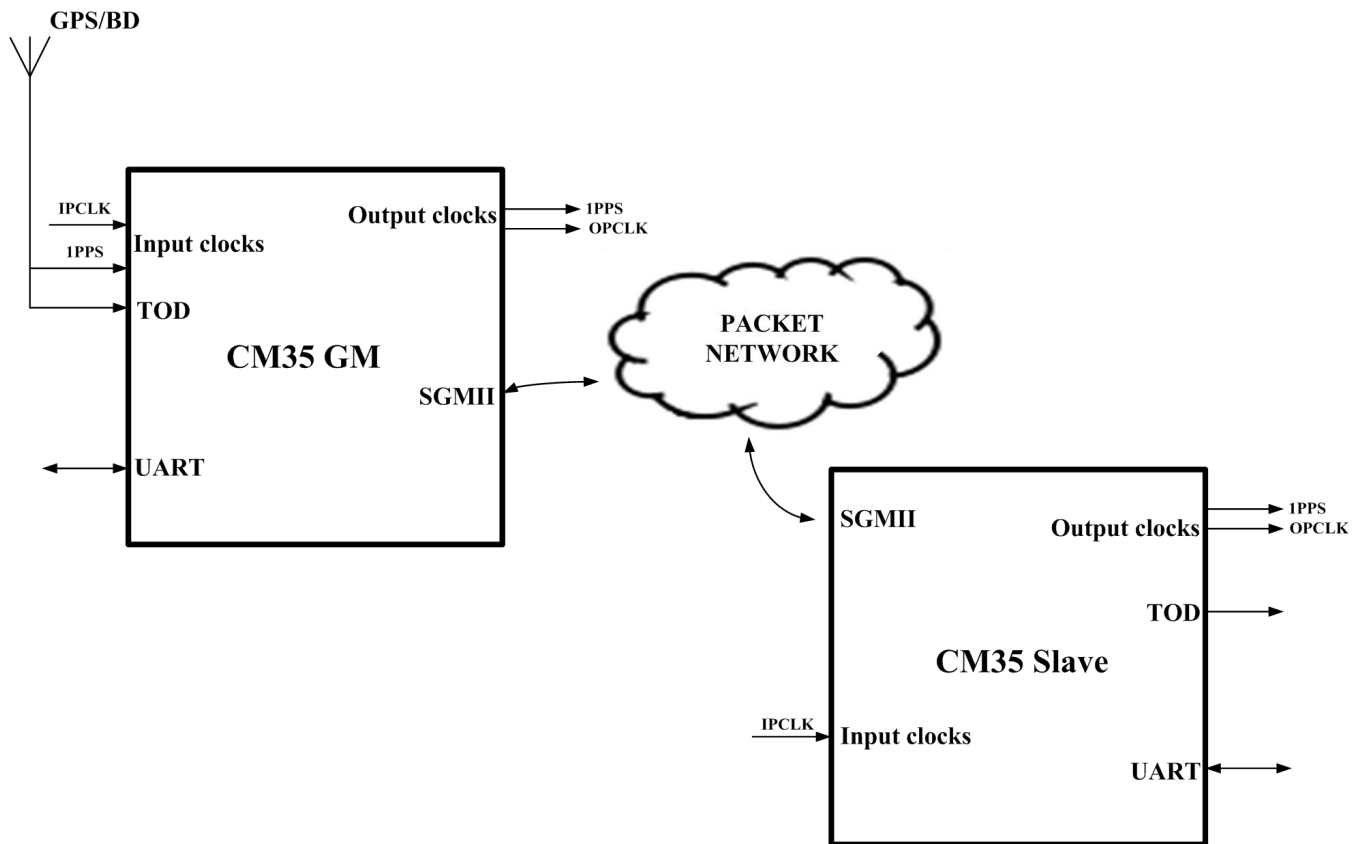 GPS/BD
IPCLK
Input clocks
1PPS
TOD
CM35 GM
UART
Output clocks
1PPS
OPCLK
SGMII
PACKET
NETWORK
SGMII
Output clocks
1PPS
OPCLK
TOD
CM35 Slave
IPCLK
Input clocks
UART